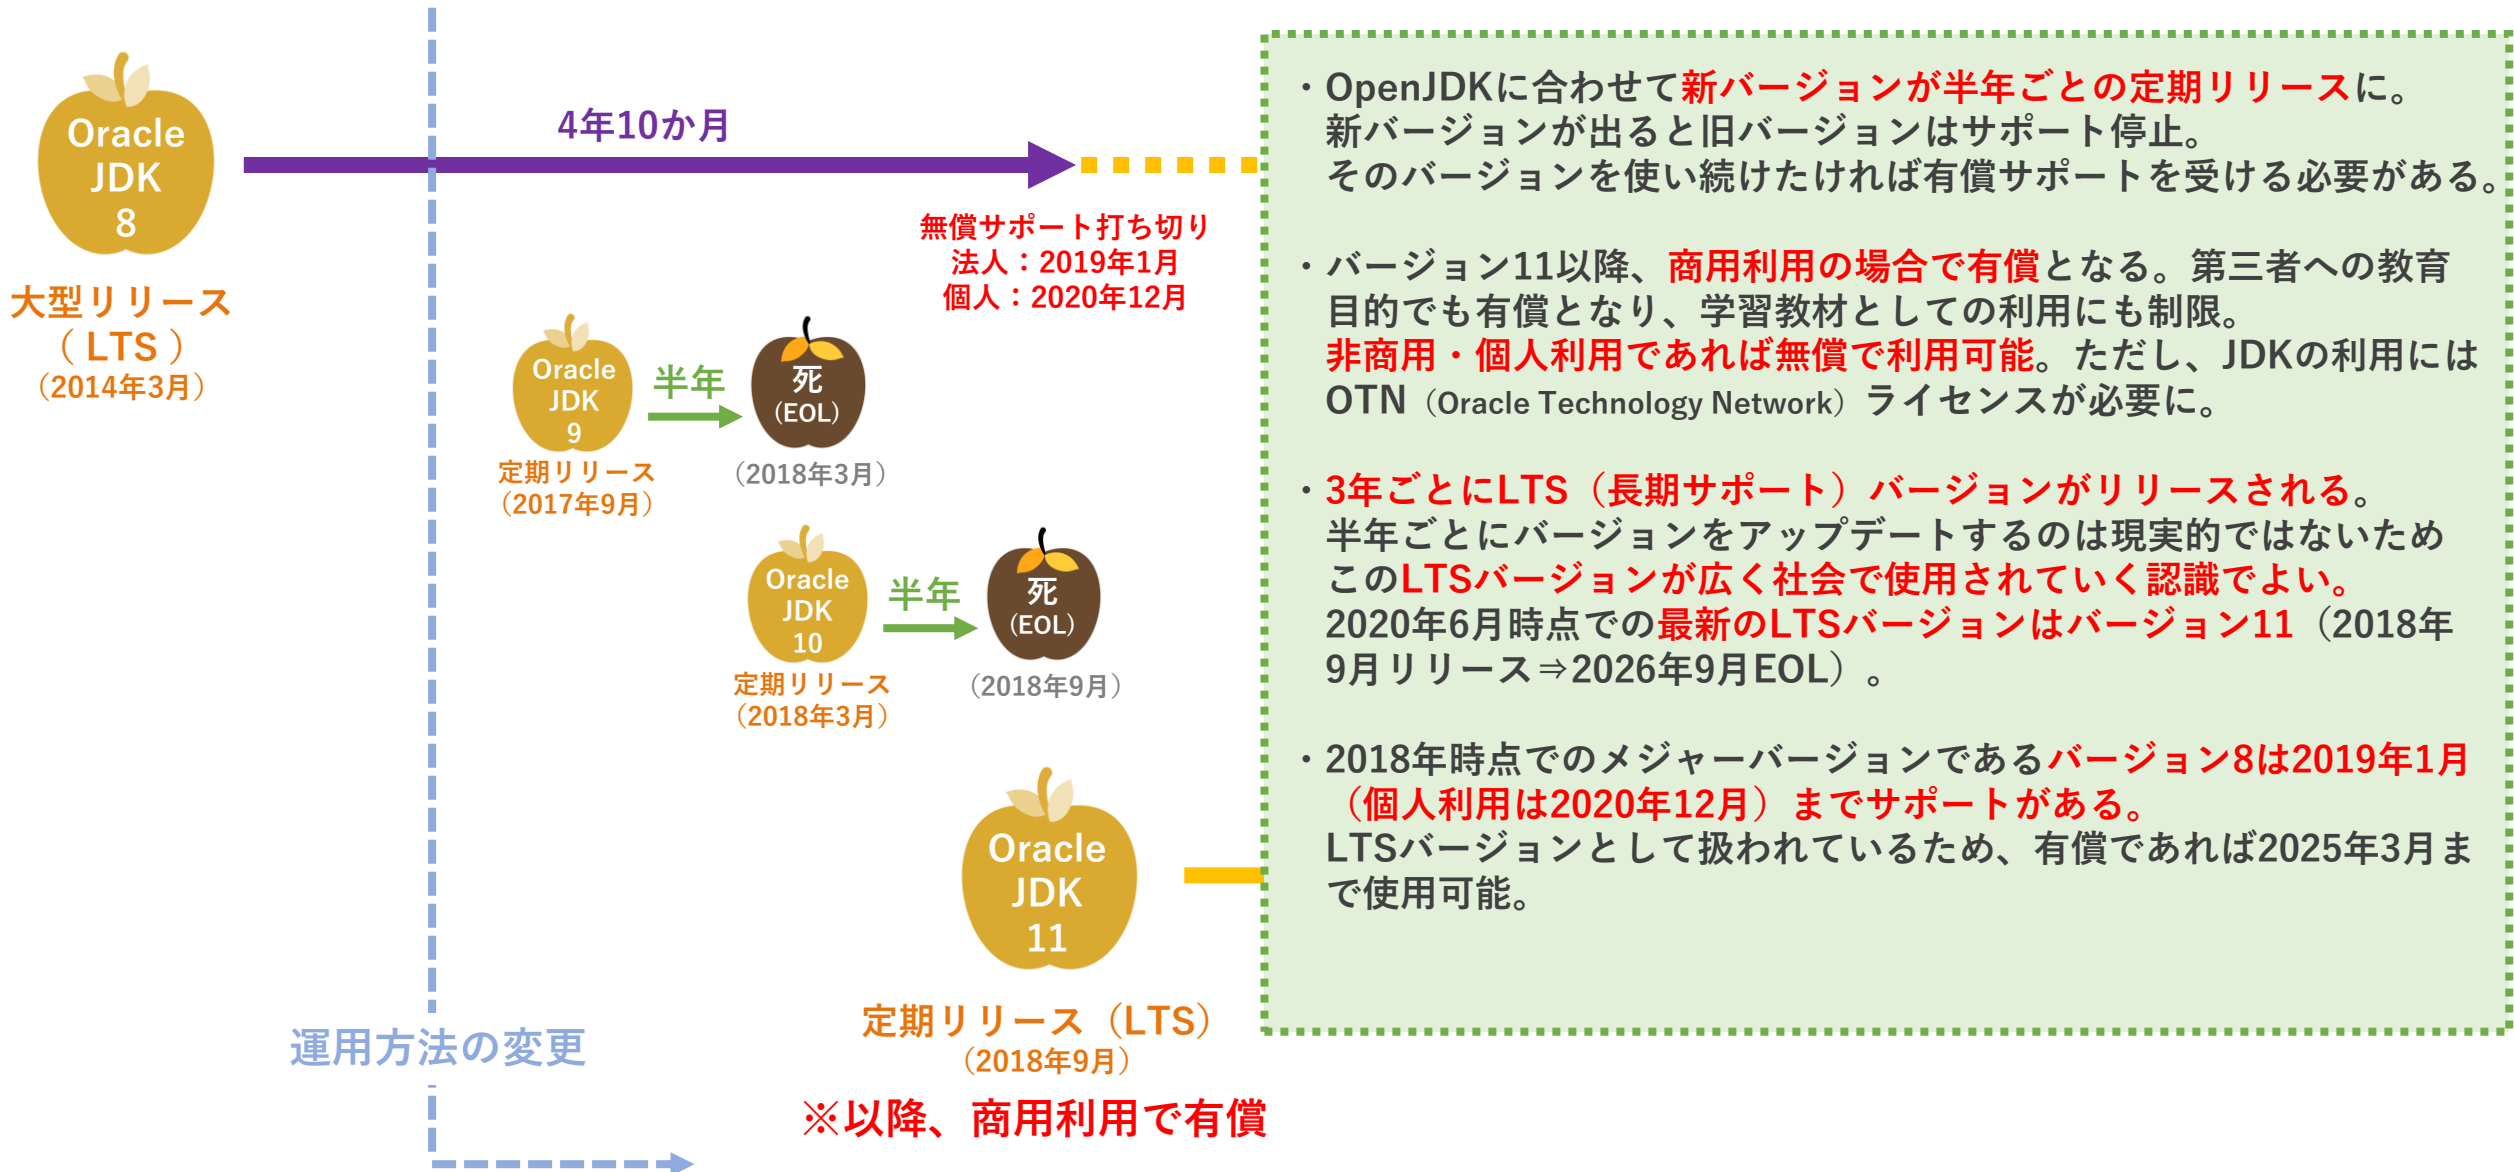 Oracle
JDK
8
大型リリース
（ LTS ）
（2014年3月）
4年10か月
無償サポート打ち切り
法人：2019年1月
個人：2020年12月
Oracle
JDK
9
定期リリース
（2017年9月）
半年
死
(EOL)
（2018年3月）
Oracle
JDK
10
定期リリース
（2018年3月）
半年
死
(EOL)
（2018年9月）
Oracle
JDK
11
定期リリース（LTS）
（2018年9月）
※以降、商用利用で有償
運用方法の変更
・OpenJDKに合わせて新バージョンが半年ごとの定期リリースに。
新バージョンが出ると旧バージョンはサポート停止。
そのバージョンを使い続けたければ有償サポートを受ける必要がある。
・バージョン11以降、商用利用の場合で有償となる。第三者への教育
目的でも有償となり、学習教材としての利用にも制限。
非商用・個人利用であれば無償で利用可能。ただし、JDKの利用には
OTN（Oracle Technology Network）ライセンスが必要に。
・3年ごとにLTS（長期サポート）バージョンがリリースされる。
半年ごとにバージョンをアップデートするのは現実的ではないため
このLTSバージョンが広く社会で使用されていく認識でよい。
2020年6月時点での最新のLTSバージョンはバージョン11（2018年
9月リリース⇒2026年9月EOL）。
・2018年時点でのメジャーバージョンであるバージョン8は2019年1月
（個人利用は2020年12月）までサポートがある。
LTSバージョンとして扱われているため、有償であれば2025年3月ま
で使用可能。